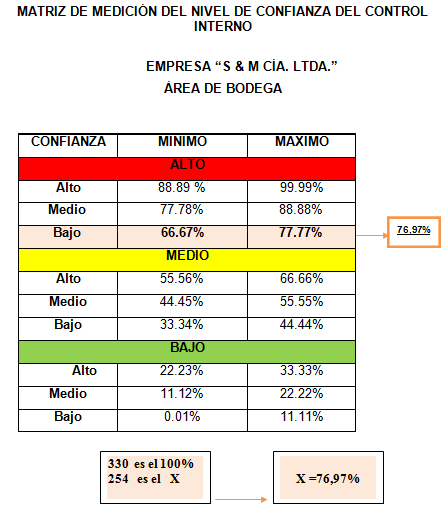 MATRIZ DE MEDICIÓN DEL NIVEL DE CONFIANZA DEL CONTROL
INTERNO
EMPRESA “S & M CÍA. LTDA.”
ÁREA DE BODEGA
CONFIANZA MINIMO MAXIMO
ALTO
Alto 88.89 % 99.99%
Medio 77.78% 88.88%
Bajo 66.67% 77.77% 76,97%
MEDIO
Alto 55.56% 66.66%
Medio 44.45% 55.55%
Bajo 33.34% 44.44%
BAJO
Alto 22.23% 33.33%
Medio 11.12% 22.22%
Bajo 0.01% 11.11%
330 es el 100%
254 es el X
X =76,97%